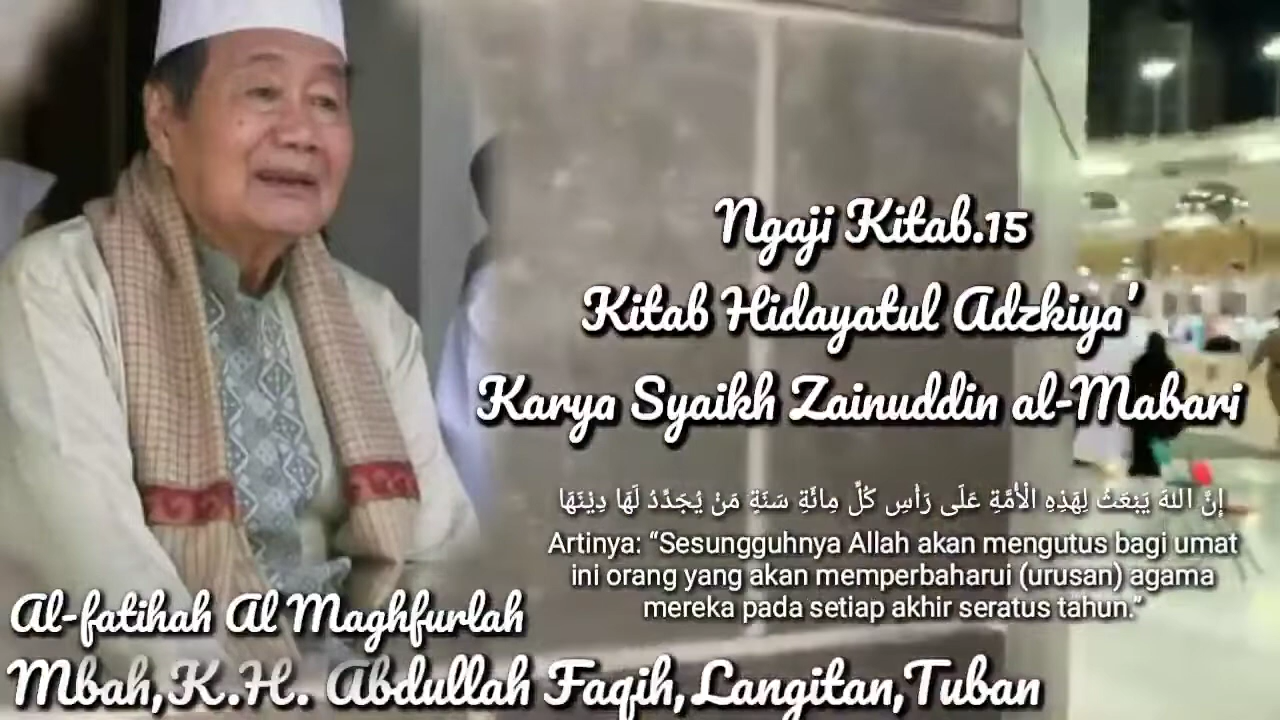 Ngaji Kitab.15
Kitab Hidayatul Adzkiya'
Karya Syaikh Zainuddin al-Mabari
إِنَّ اللهَ يَبْعَثُ لِهَذِهِ الْأُمَّةِ عَلَى رَأْسِ كُلِّ مِائَةِ سَنَةٍ مَنْ يُجَدِّدُ لَهَا دِيْنَهَا
Artinya: “Sesungguhnya Allah akan mengutus bagi umat
ini orang yang akan memperbaharui (urusan) agama
mereka pada setiap akhir seratus tahun.”
Al-fatihah Al Maghfurlah
Mbah,K.H. Abdullah Faqih,Langitan,Tuban